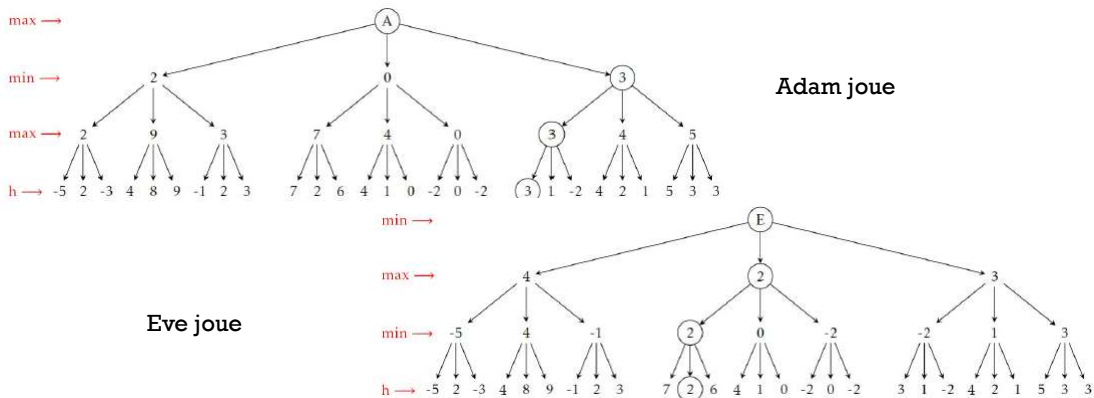 max → A
min → 2 0 3
Adam joue
max → 2 9 3 7 4 0 3 4 5
h → -5 2 -3 4 8 9 -1 2 3 7 2 6 4 1 0 -2 0 -2 3 1 -2 4 2 1 5 3 3
min → E
max → 4 2 3
Eve joue
min → -5 4 -1 2 0 -2 -2 1 3
h → -5 2 -3 4 8 9 -1 2 3 7 2 6 4 1 0 -2 0 -2 3 1 -2 4 2 1 5 3 3